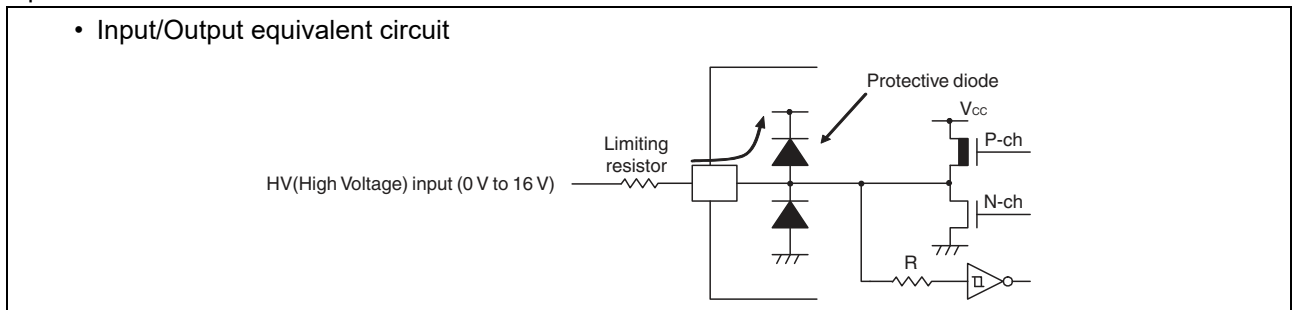 • Input/Output equivalent circuit
Protective diode
Vcc
P-ch
Limiting
resistor
HV(High Voltage) input (0 V to 16 V)
N-ch
R